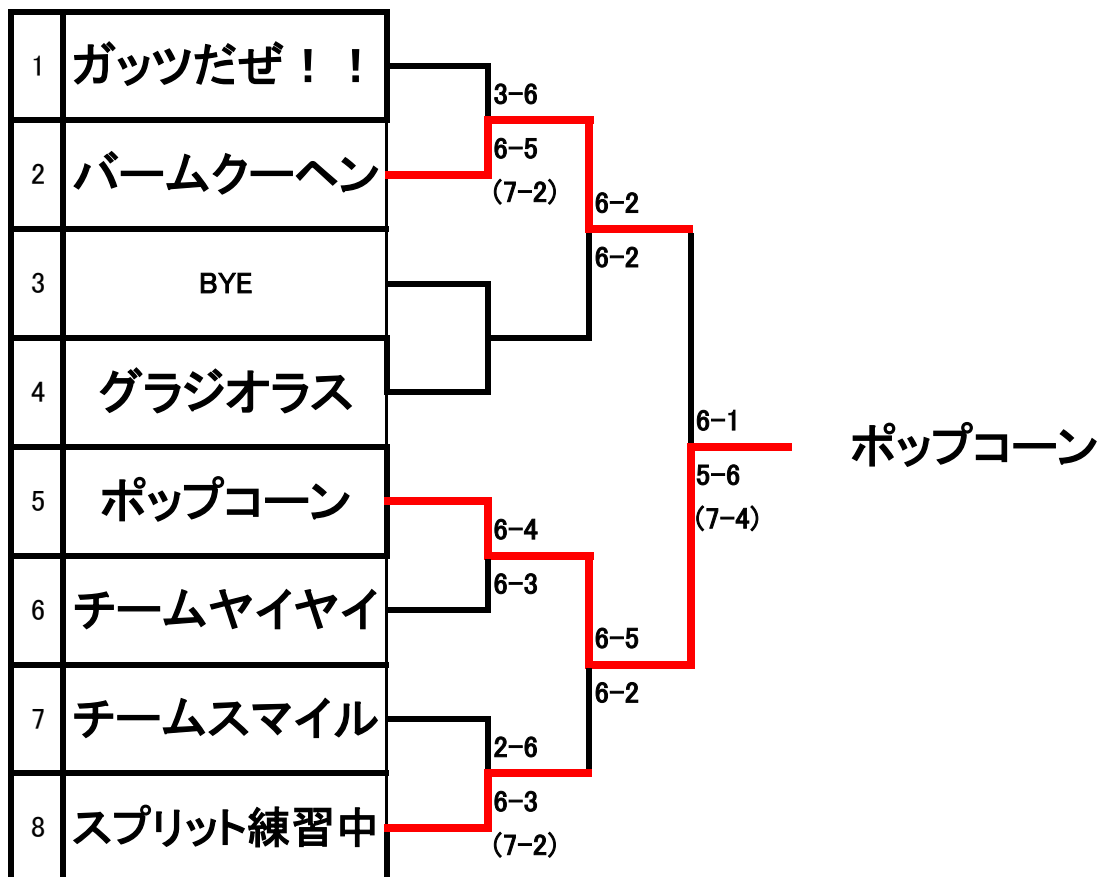 1 ガッツだぜ！！
3-6
2 バームクーヘン
6-5
(7-2)
6-2
3 BYE
6-2
4 グラジオラス
6-1
ポップコーン
5 ポップコーン
5-6
(7-4)
6-4
6 チームヤイヤイ
6-3
6-5
7 チームスマイル
6-2
2-6
8 スプリット練習中
6-3
(7-2)